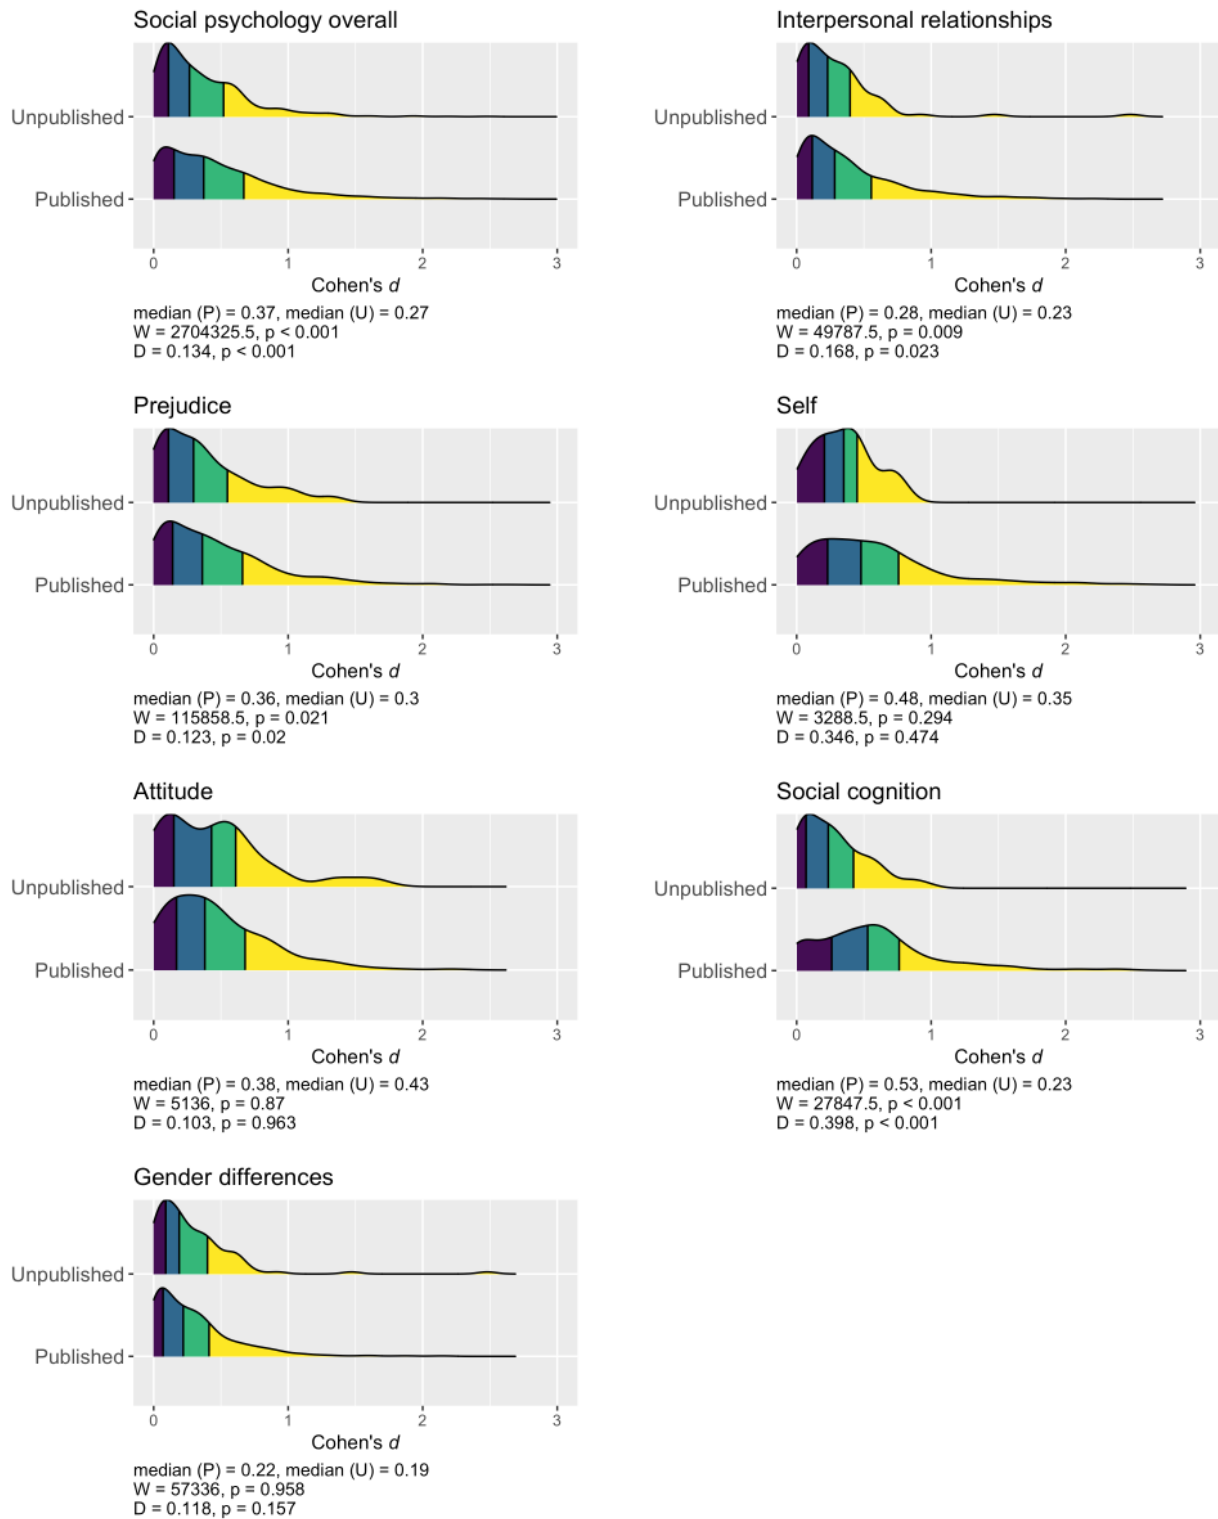 Social psychology overall
Unpublished
Published
0 1 2 3
Cohen's d
median (P) = 0.37, median (U) = 0.27
W = 2704325.5, p < 0.001
D = 0.134, p < 0.001
Interpersonal relationships
Unpublished
Published
0 1 2 3
Cohen's d
median (P) = 0.28, median (U) = 0.23
W = 49787.5, p = 0.009
D = 0.168, p = 0.023
Prejudice
Unpublished
Published
0 1 2 3
Cohen's d
median (P) = 0.36, median (U) = 0.3
W = 115858.5, p = 0.021
D = 0.123, p = 0.02
Self
Unpublished
Published
0 1 2 3
Cohen's d
median (P) = 0.48, median (U) = 0.35
W = 3288.5, p = 0.294
D = 0.346, p = 0.474
Attitude
Unpublished
Published
0 1 2 3
Cohen's d
median (P) = 0.38, median (U) = 0.43
W = 5136, p = 0.87
D = 0.103, p = 0.963
Social cognition
Unpublished
Published
0 1 2 3
Cohen's d
median (P) = 0.53, median (U) = 0.23
W = 27847.5, p < 0.001
D = 0.398, p < 0.001
Gender differences
Unpublished
Published
0 1 2 3
Cohen's d
median (P) = 0.22, median (U) = 0.19
W = 57336, p = 0.958
D = 0.118, p = 0.157